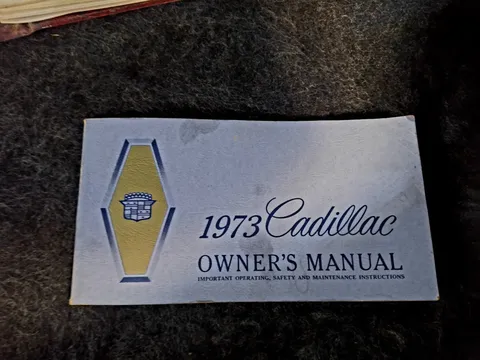 1973 Cadillac
OWNER'S MANUAL
IMPORTANT OPERATING, SAFETY AND MAINTENANCE INSTRUCTIONS